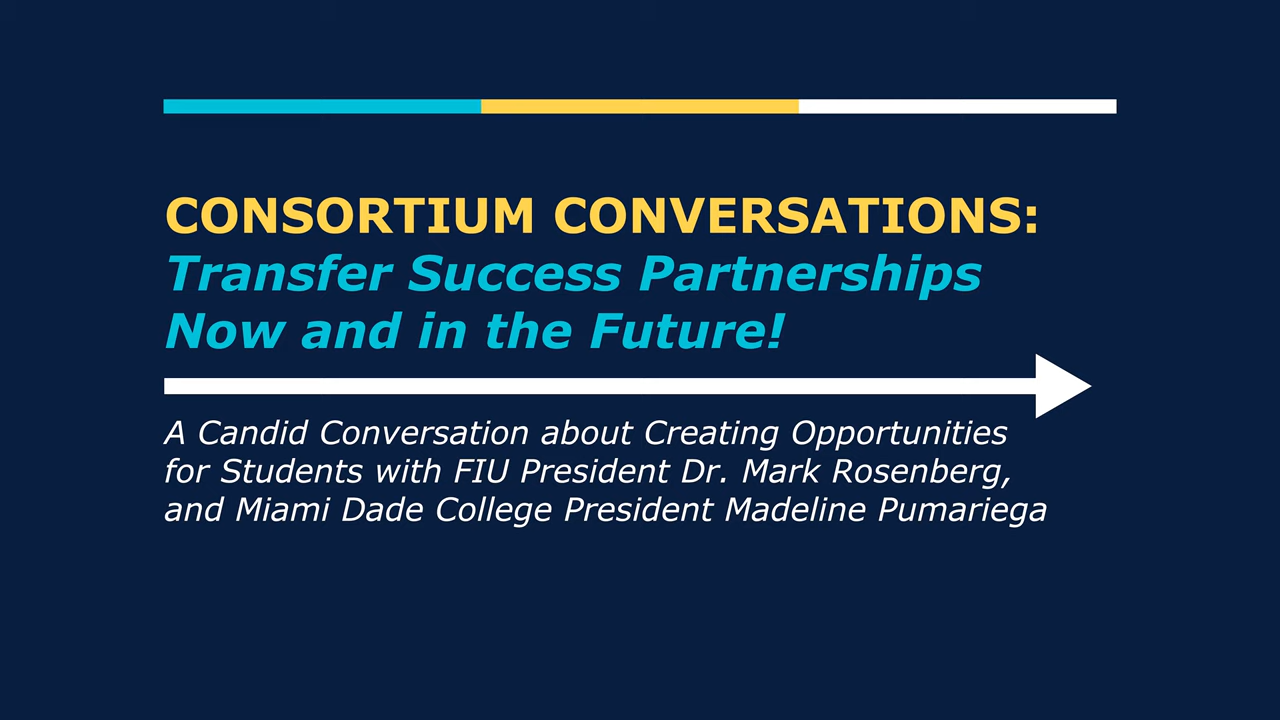 CONSORTIUM CONVERSATIONS:
Transfer Success Partnerships
Now and in the Future!
A Candid Conversation about Creating Opportunities
for Students with FIU President Dr. Mark Rosenberg,
and Miami Dade College President Madeline Pumariega